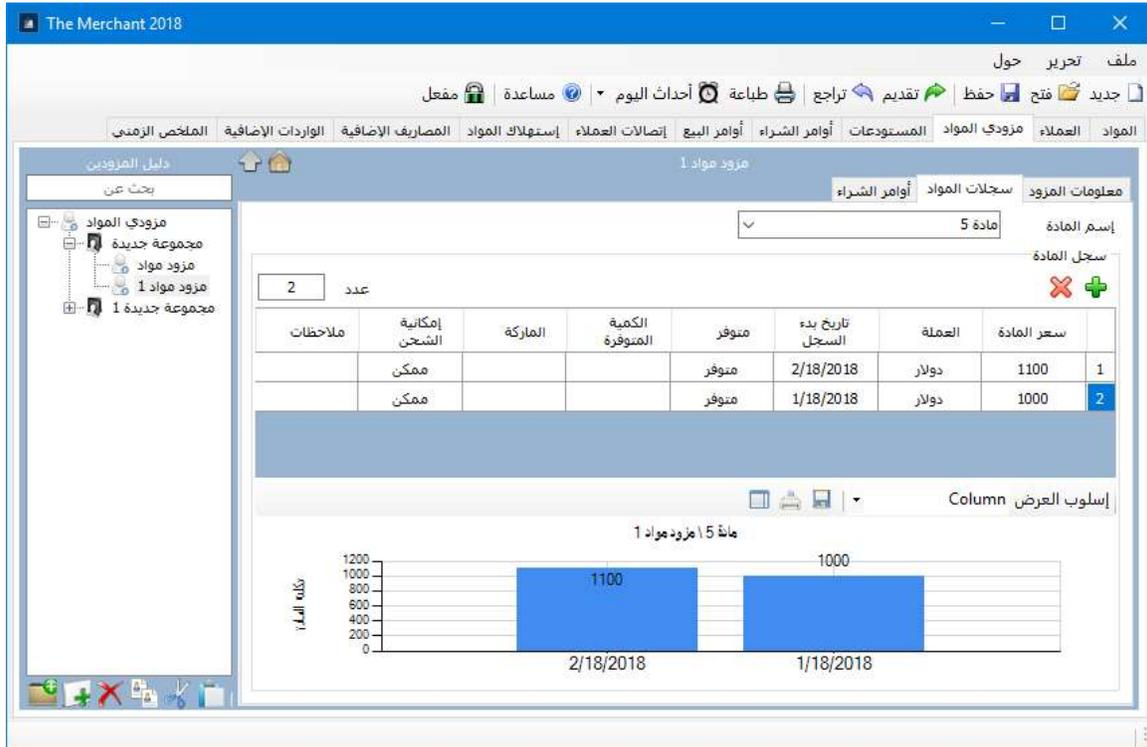 The Merchant 2018
ملف تحرير حول
جديد فتح حفظ تقديم تراجع طباعة أحداث اليوم مساعدة مفعل
المواد العملاء مزودي المواد المستودعات أوامر الشراء أوامر البيع إتصالات العملاء إستهلاك المواد المصاريف الإضافية الواردات الإضافية الملخص الزمني
مزود مواد 1
دليل المزودين
معلومات المزود سجلات المواد أوامر الشراء
بحث عن
إسم المادة مادة 5
مزودي المواد
مجموعة جديدة
مزود مواد
مزود مواد 1
مجموعة جديدة 1
سجل المادة
عدد 2
سعر المادة العملة تاريخ بدء السجل متوفر الكمية المتوفرة الماركة إمكانية الشحن ملاحظات
1 1100 دولار 2/18/2018 متوفر ممكن
2 1000 دولار 1/18/2018 متوفر ممكن
إسلوب العرض Column
مادة 5 \ مزود مواد 1
1200
1000
800
600
400
200
0
1100
1000
2/18/2018 1/18/2018